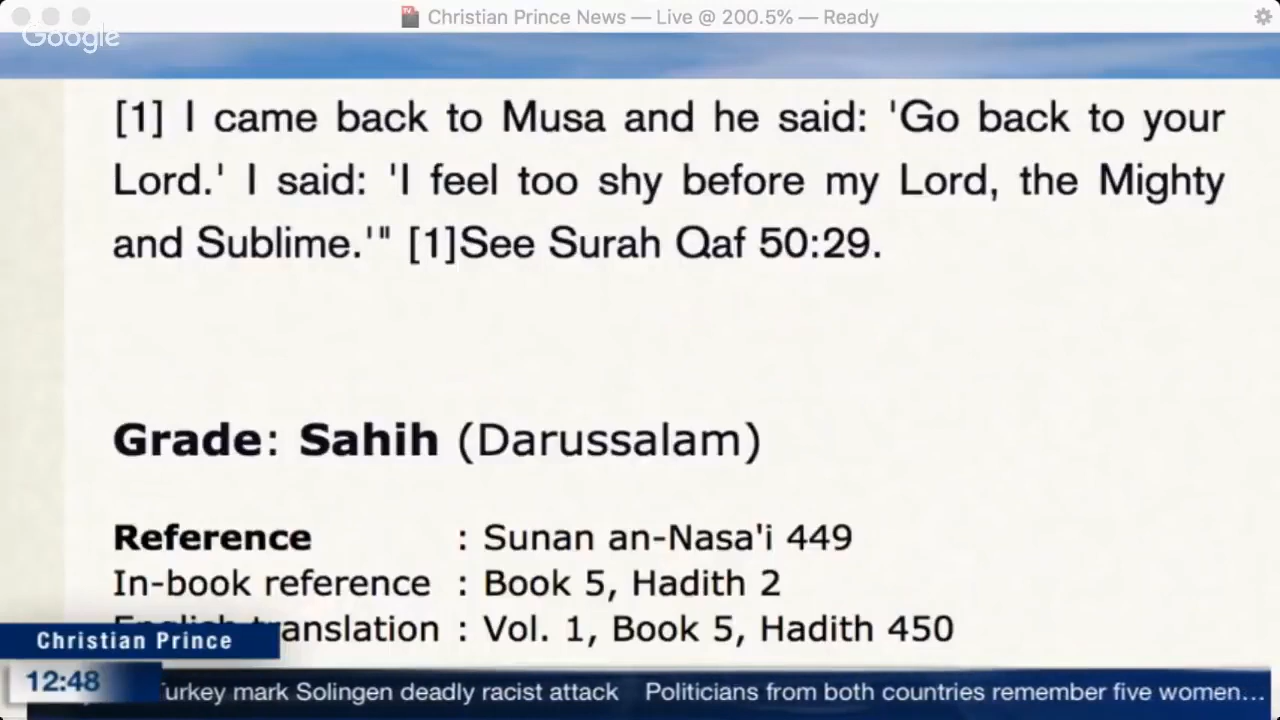 Christian Prince News — Live @ 200.5% — Ready
Google
[1] I came back to Musa and he said: 'Go back to your
Lord.' I said: 'I feel too shy before my Lord, the Mighty
and Sublime.'" [1]See Surah Qaf 50:29.
Grade: Sahih (Darussalam)
Reference : Sunan an-Nasa'i 449
In-book reference : Book 5, Hadith 2
English translation : Vol. 1, Book 5, Hadith 450
Christian Prince
12:48
Turkey mark Solingen deadly racist attack Politicians from both countries remember five women...